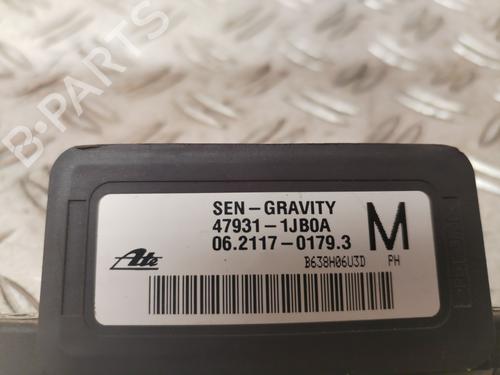 B-PARTS
SEN-GRAVITY
47931-1JB0A
06.2117-0179.3
M
B638H06U3D
PH
Ate